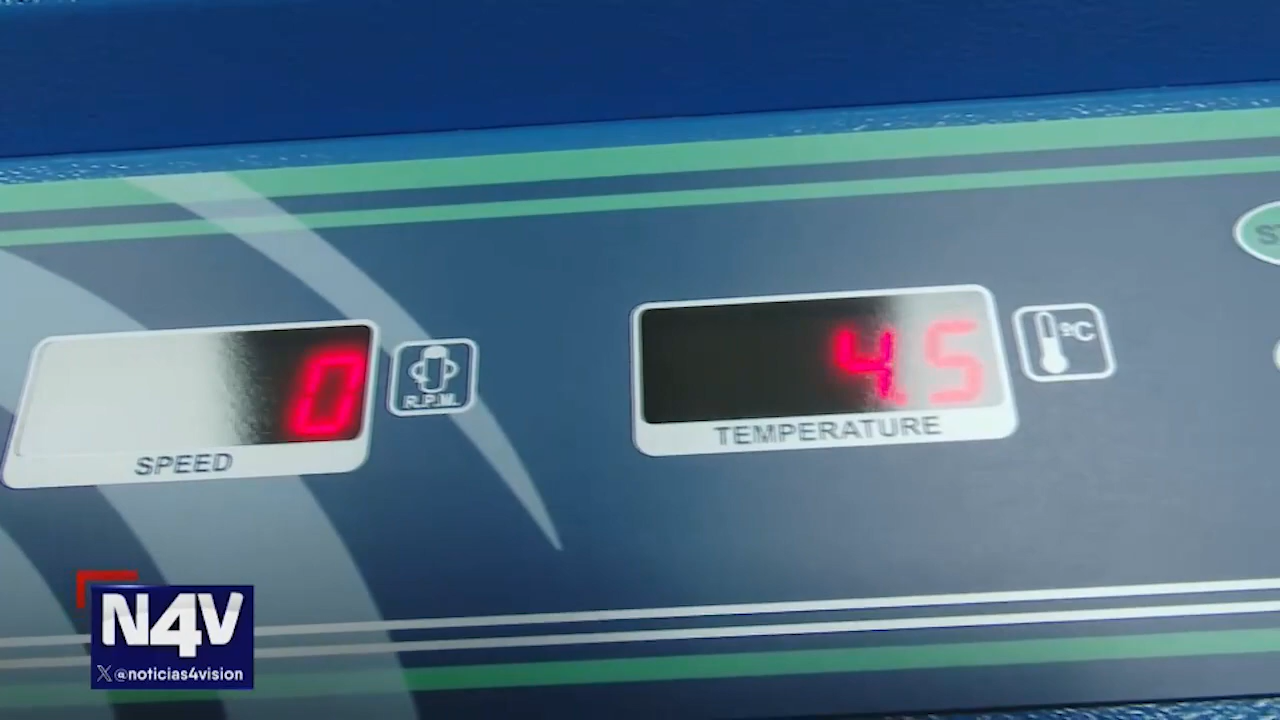 0
R.P.M.
SPEED
4.5
ºC
TEMPERATURE
N4V
X@noticias4vision